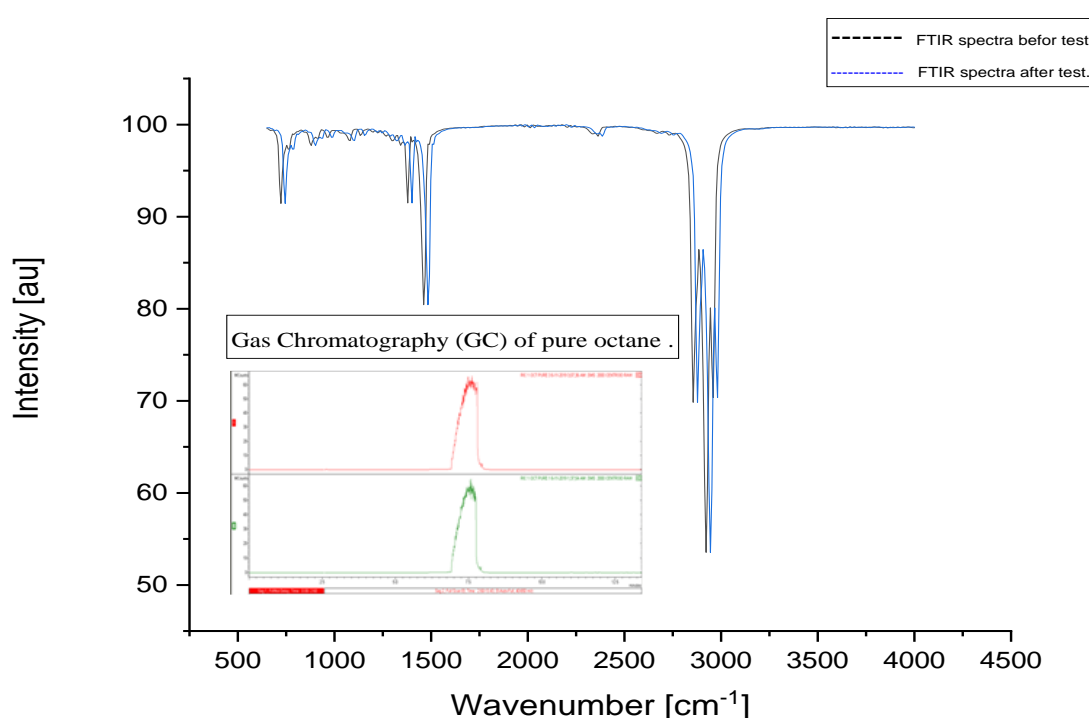 FTIR spectra befor test
FTIR spectra after test.
100
90
80
70
60
50
Intensity [au]
Gas Chromatography (GC) of pure octane .
500 1000 1500 2000 2500 3000 3500 4000 4500
Wavenumber [cm-1]